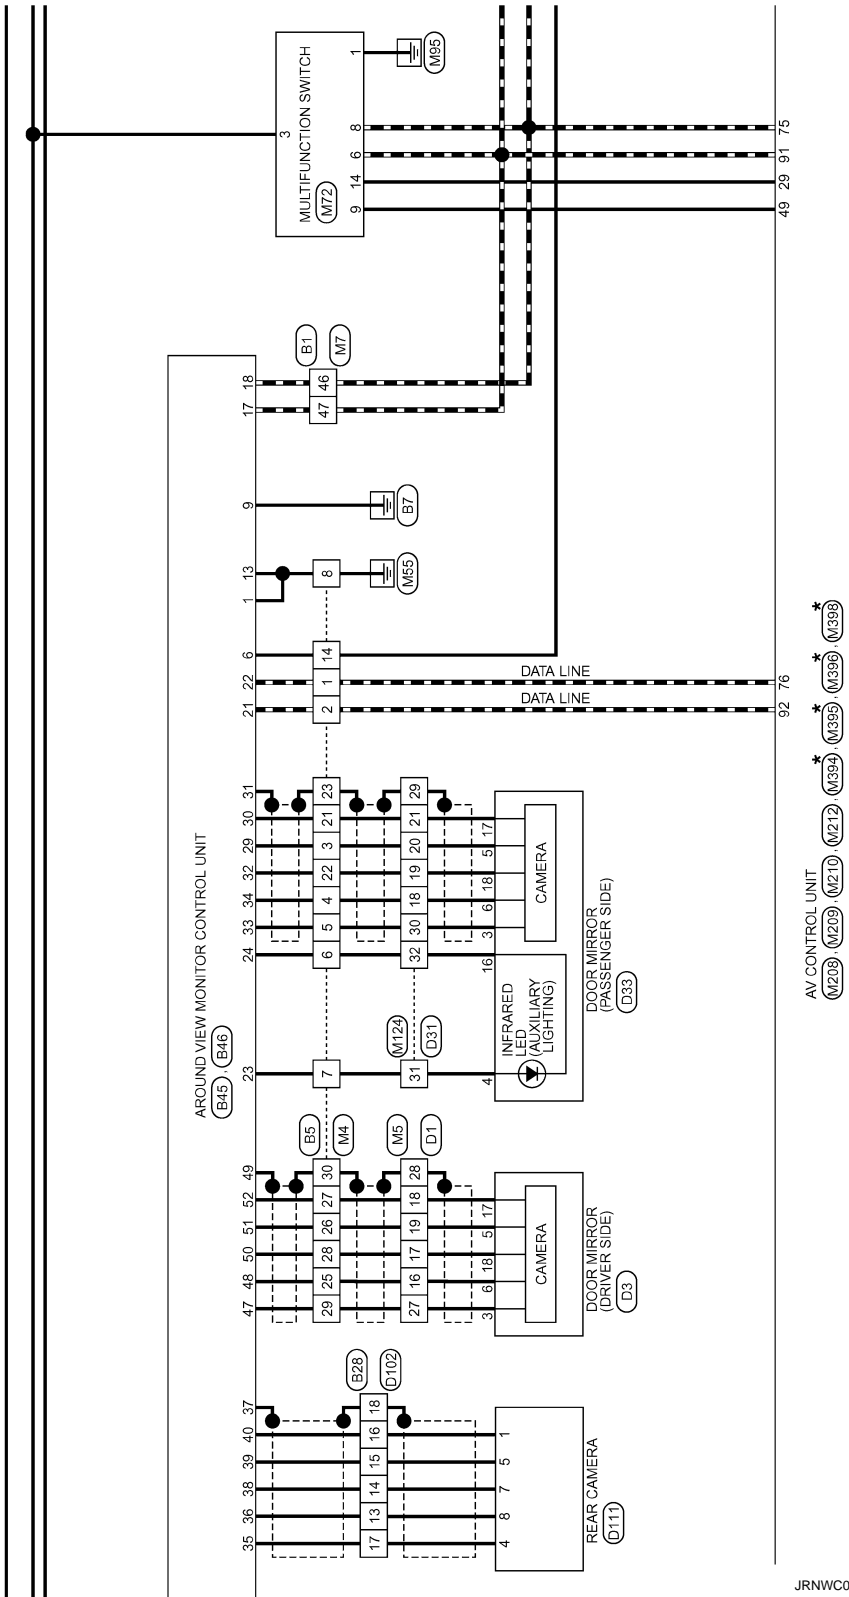 MULTIFUNCTION SWITCH
M72
3
1
M95
8
6
14
9
75
91
29
49
B1
M7
18
46
17
47
9
B7
13
1
8
M55
6
14
22
1
DATA LINE
76
21
2
DATA LINE
92
AROUND VIEW MONITOR CONTROL UNIT
B45 , B46
31
23
29
30
21
21
17
29
3
20
5
32
22
19
18
34
4
18
6
33
5
30
3
24
6
32
16
CAMERA
DOOR MIRROR
(PASSENGER SIDE)
D33
INFRARED
LED
(AUXILIARY
LIGHTING)
M124
D31
23
7
31
4
B5
M4
M5
D1
49
30
28
52
27
18
17
51
26
19
5
50
28
17
18
48
25
16
6
47
29
27
3
CAMERA
DOOR MIRROR
(DRIVER SIDE)
D3
B28
D102
37
18
40
16
1
39
15
5
38
14
7
36
13
8
35
17
4
REAR CAMERA
D111
AV CONTROL UNIT
M208 , M209 , M210 , M212 , M394 * , M395 * , M396 * , M398 *
JRNWC0